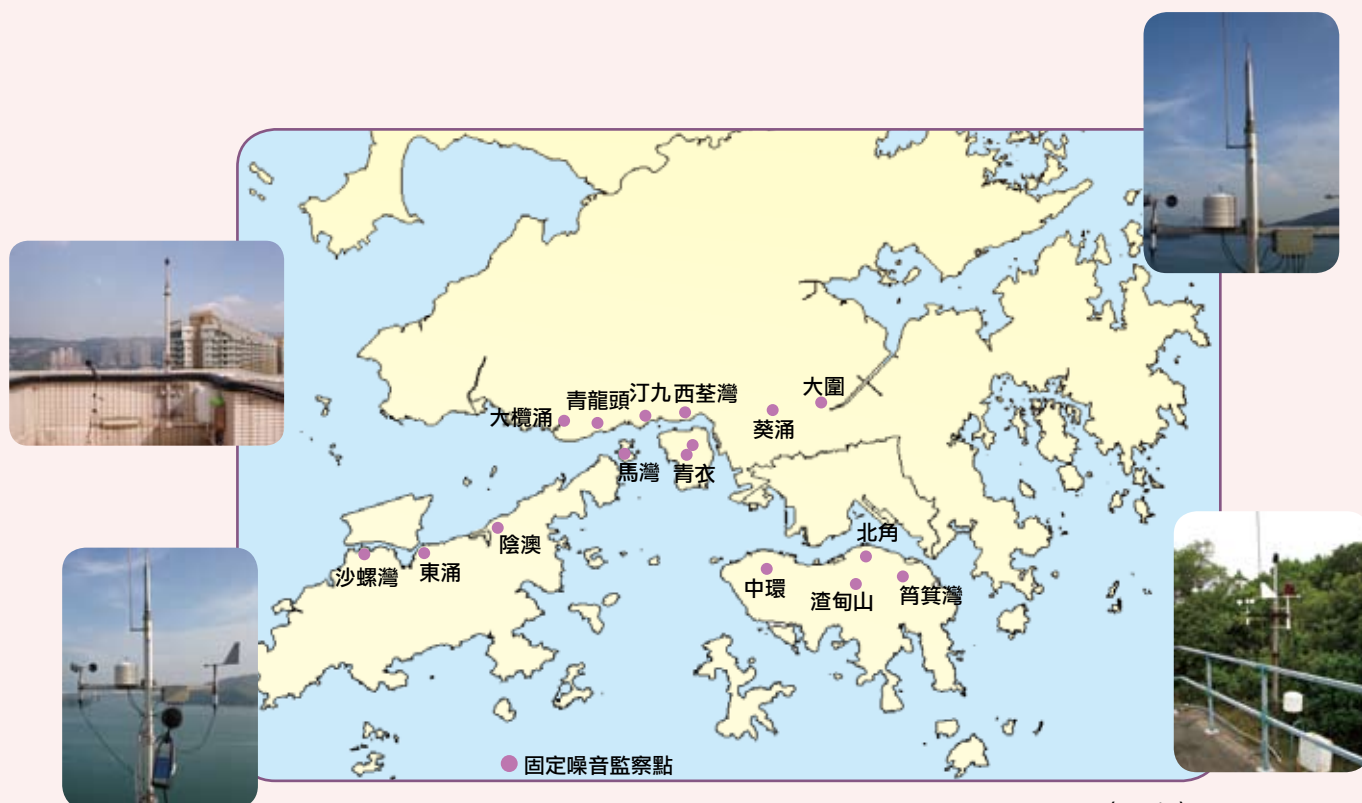 大圍
青龍頭
汀九
西荃灣
大欖涌
葵涌
馬灣
青衣
北角
陰澳
沙螺灣
東涌
中環
渣甸山
筲箕灣
固定噪音監察點